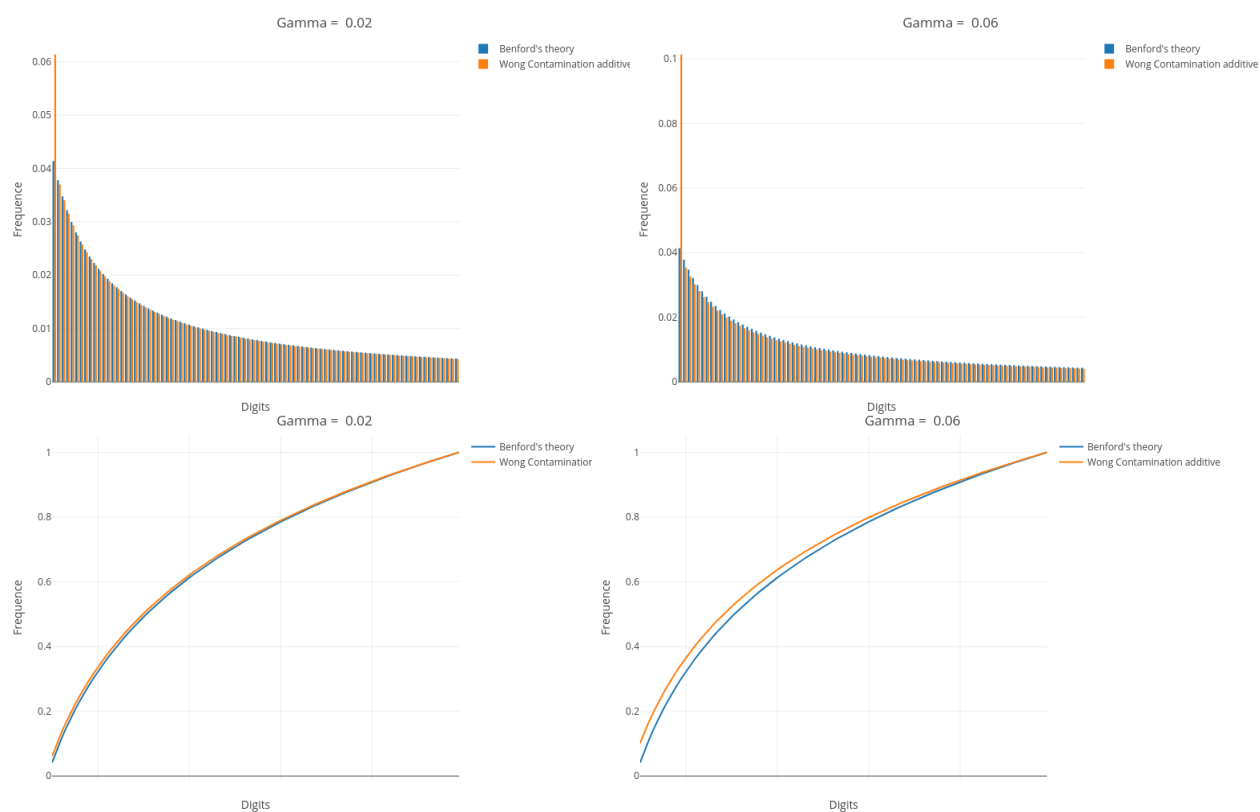 Gamma =  0.02
Benford's theory
Wong Contamination additive
0.06
0.05
0.04
0.03
0.02
0.01
0
Frequence
Digits
Gamma =  0.06
Benford's theory
Wong Contamination additive
0.1
0.08
0.06
0.04
0.02
0
Frequence
Digits
Gamma =  0.02
Benford's theory
Wong Contamination
1
0.8
0.6
0.4
0.2
0
Frequence
Digits
Gamma =  0.06
Benford's theory
Wong Contamination additive
1
0.8
0.6
0.4
0.2
0
Frequence
Digits